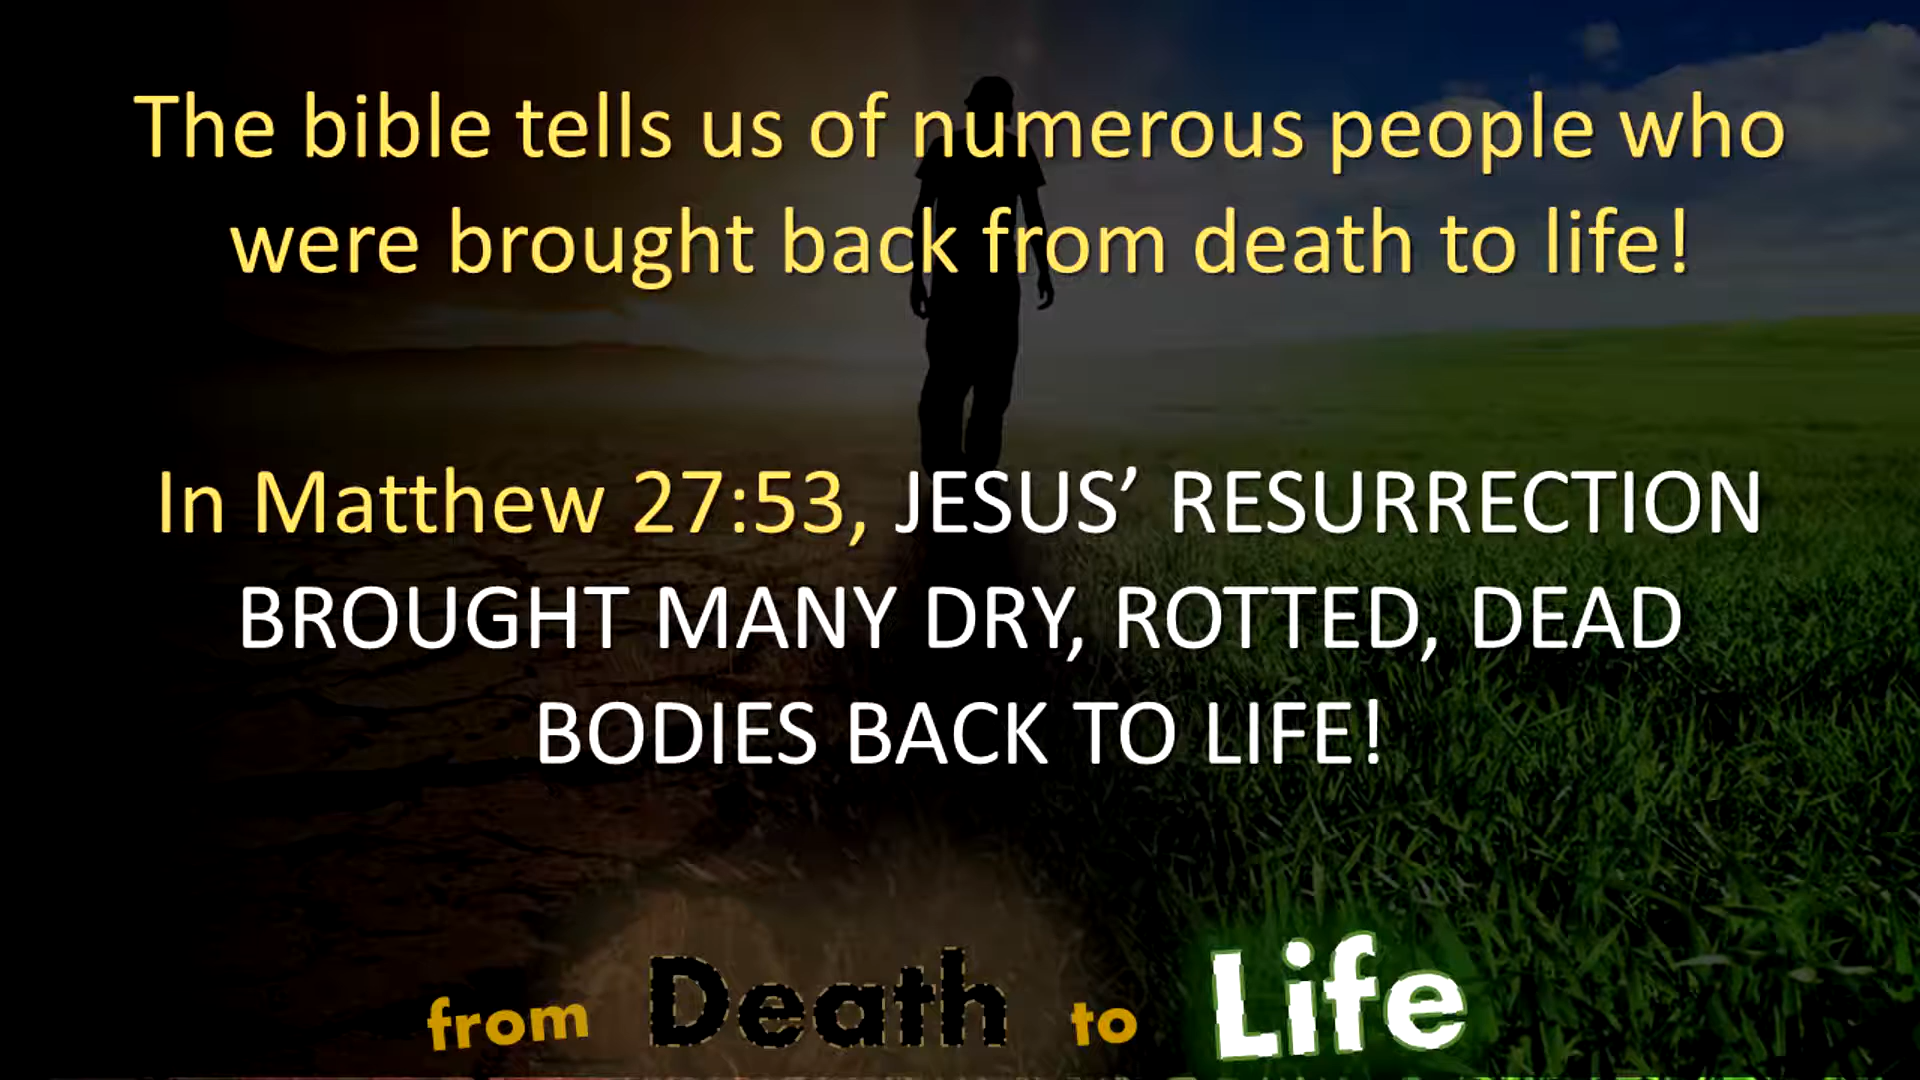 The bible tells us of numerous people who
were brought back from death to life!
In Matthew 27:53, JESUS’ RESURRECTION
BROUGHT MANY DRY, ROTTED, DEAD
BODIES BACK TO LIFE!
from Death to Life